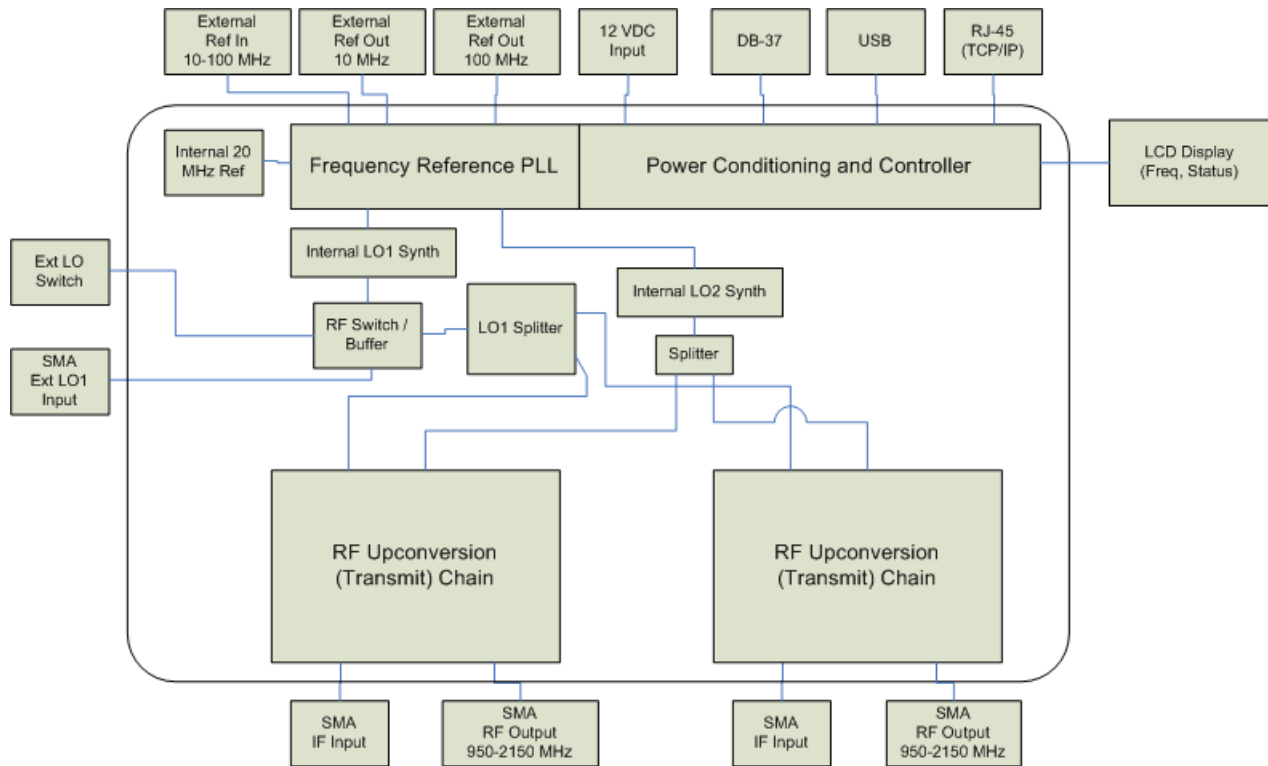 External
Ref In
10-100 MHz
External
Ref Out
10 MHz
External
Ref Out
100 MHz
12 VDC
Input
DB-37
USB
RJ-45
(TCP/IP)
Internal 20
MHz Ref
Frequency Reference PLL
Power Conditioning and Controller
LCD Display
(Freq, Status)
Ext LO
Switch
Internal LO1 Synth
Internal LO2 Synth
RF Switch /
Buffer
LO1 Splitter
Splitter
SMA
Ext LO1
Input
RF Upconversion
(Transmit) Chain
RF Upconversion
(Transmit) Chain
SMA
IF Input
SMA
RF Output
950-2150 MHz
SMA
IF Input
SMA
RF Output
950-2150 MHz